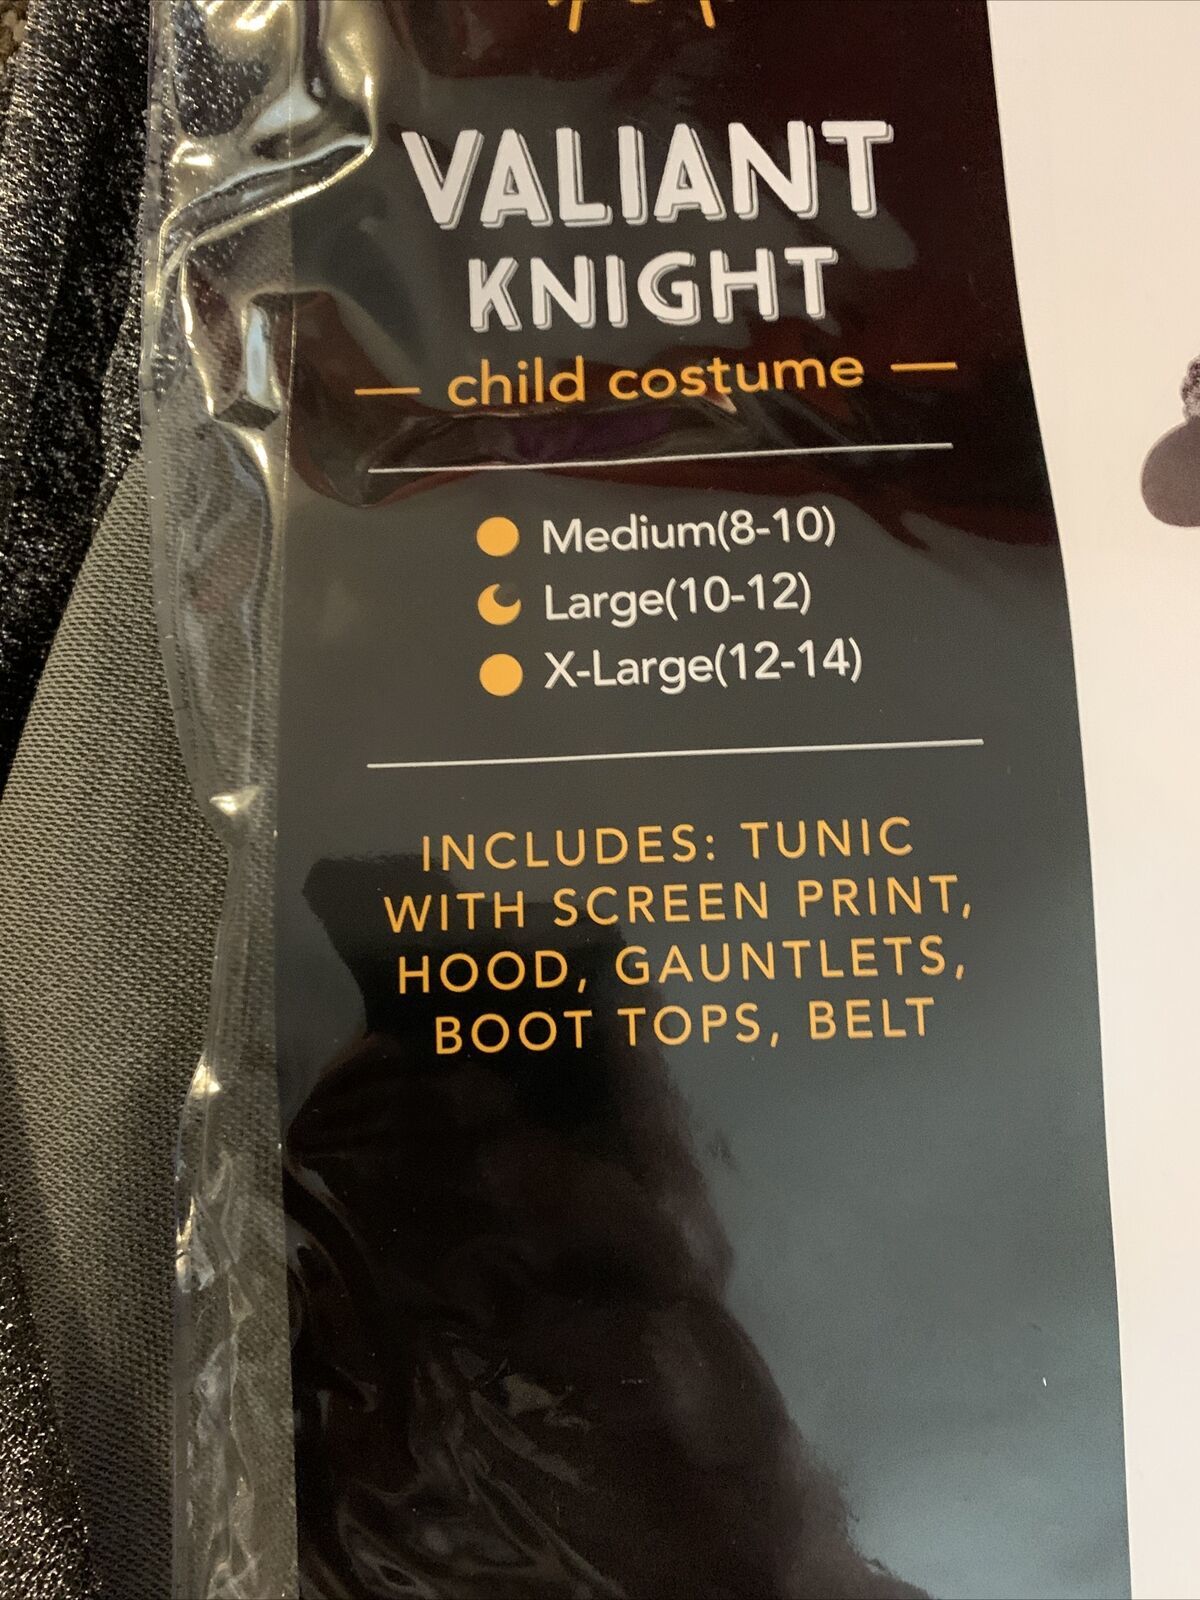 VALIANT
KNIGHT
— child costume —
Medium(8-10)
Large(10-12)
X-Large(12-14)
INCLUDES: TUNIC
WITH SCREEN PRINT,
HOOD, GAUNTLETS,
BOOT TOPS, BELT